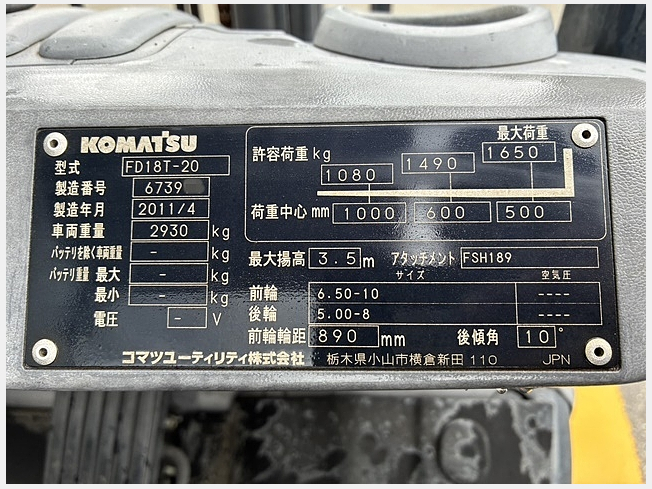 KOMATSU
型式 FD18T-20
製造番号 6739
製造年月 2011/4
車両重量 2930 kg
バッテリを除く車両重量 - kg
バッテリ重量 最大 - kg
最小 - kg
電圧 - V
最大荷重
許容荷重 kg 1080 1490 1650
荷重中心 mm 1000 600 500
最大揚高 3.5 m アタッチメント FSH189
サイズ 空気圧
前輪 6.50-10 ----
後輪 5.00-8 ----
前輪輪距 890 mm 後傾角 10°
コマツユーティリティ株式会社 栃木県小山市横倉新田 110 JPN